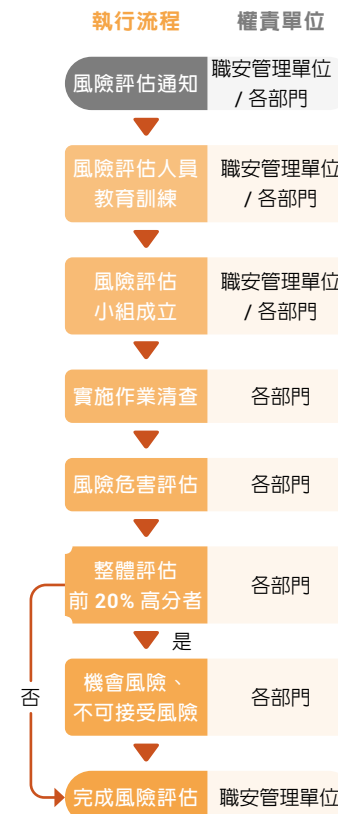 執行流程 權責單位
風險評估通知 職安管理單位
/ 各部門
風險評估人員 職安管理單位
教育訓練 / 各部門
風險評估 職安管理單位
小組成立 / 各部門
實施作業清查 各部門
風險危害評估 各部門
整體評估
前 20% 高分者 各部門
是
否
機會風險、
不可接受風險 各部門
完成風險評估 職安管理單位